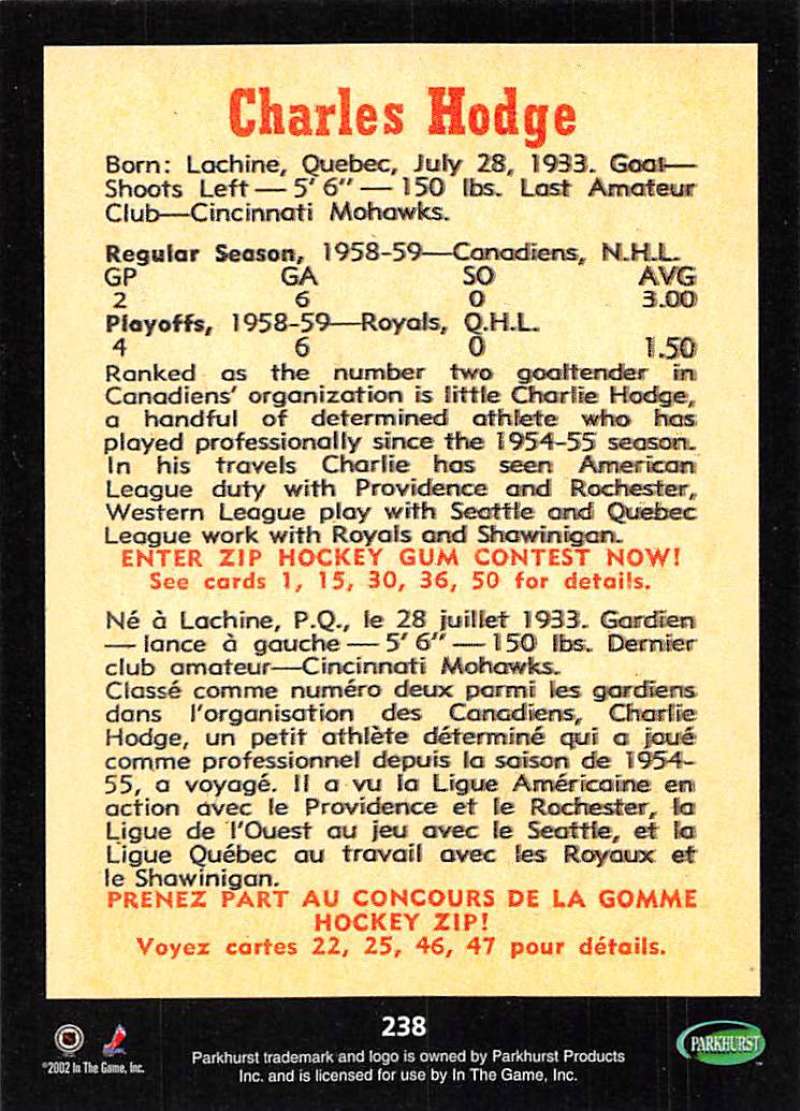 Charles Hodge
Born: Lachine, Quebec, July 28, 1933. Goal—
Shoots Left — 5' 6" — 150 lbs. Last Amateur
Club—Cincinnati Mohawks.
Regular Season, 1958-59—Canadiens, N.H.L.
GP GA SO AVG
2 6 0 3.00
Playoffs, 1958-59—Royals, Q.H.L.
4 6 0 1.50
Ranked as the number two goaltender in
Canadiens' organization is little Charlie Hodge,
a handful of determined athlete who has
played professionally since the 1954-55 season.
In his travels Charlie has seen American
League duty with Providence and Rochester,
Western League play with Seattle and Quebec
League work with Royals and Shawinigan.
ENTER ZIP HOCKEY GUM CONTEST NOW!
See cards 1, 15, 30, 36, 50 for details.
Né à Lachine, P.Q., le 28 juillet 1933. Gardien
— lance à gauche — 5' 6" — 150 lbs. Dernier
club amateur—Cincinnati Mohawks.
Classé comme numéro deux parmi les gardiens
dans l'organisation des Canadiens, Charlie
Hodge, un petit athlète déterminé qui a joué
comme professionnel depuis la saison de 1954-
55, a voyagé. Il a vu la Ligue Américaine en
action avec le Providence et le Rochester, la
Ligue de l'Ouest au jeu avec le Seattle, et la
Ligue Québec au travail avec les Royaux et
le Shawinigan.
PRENEZ PART AU CONCOURS DE LA GOMME
HOCKEY ZIP!
Voyez cartes 22, 25, 46, 47 pour détails.
238
Parkhurst trademark and logo is owned by Parkhurst Products
Inc. and is licensed for use by In The Game, Inc.
©2002 In The Game, Inc.
PARKHURST